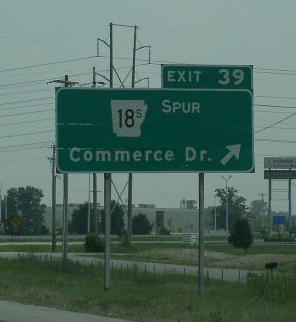 EXIT 39
18S SPUR
Commerce Dr.